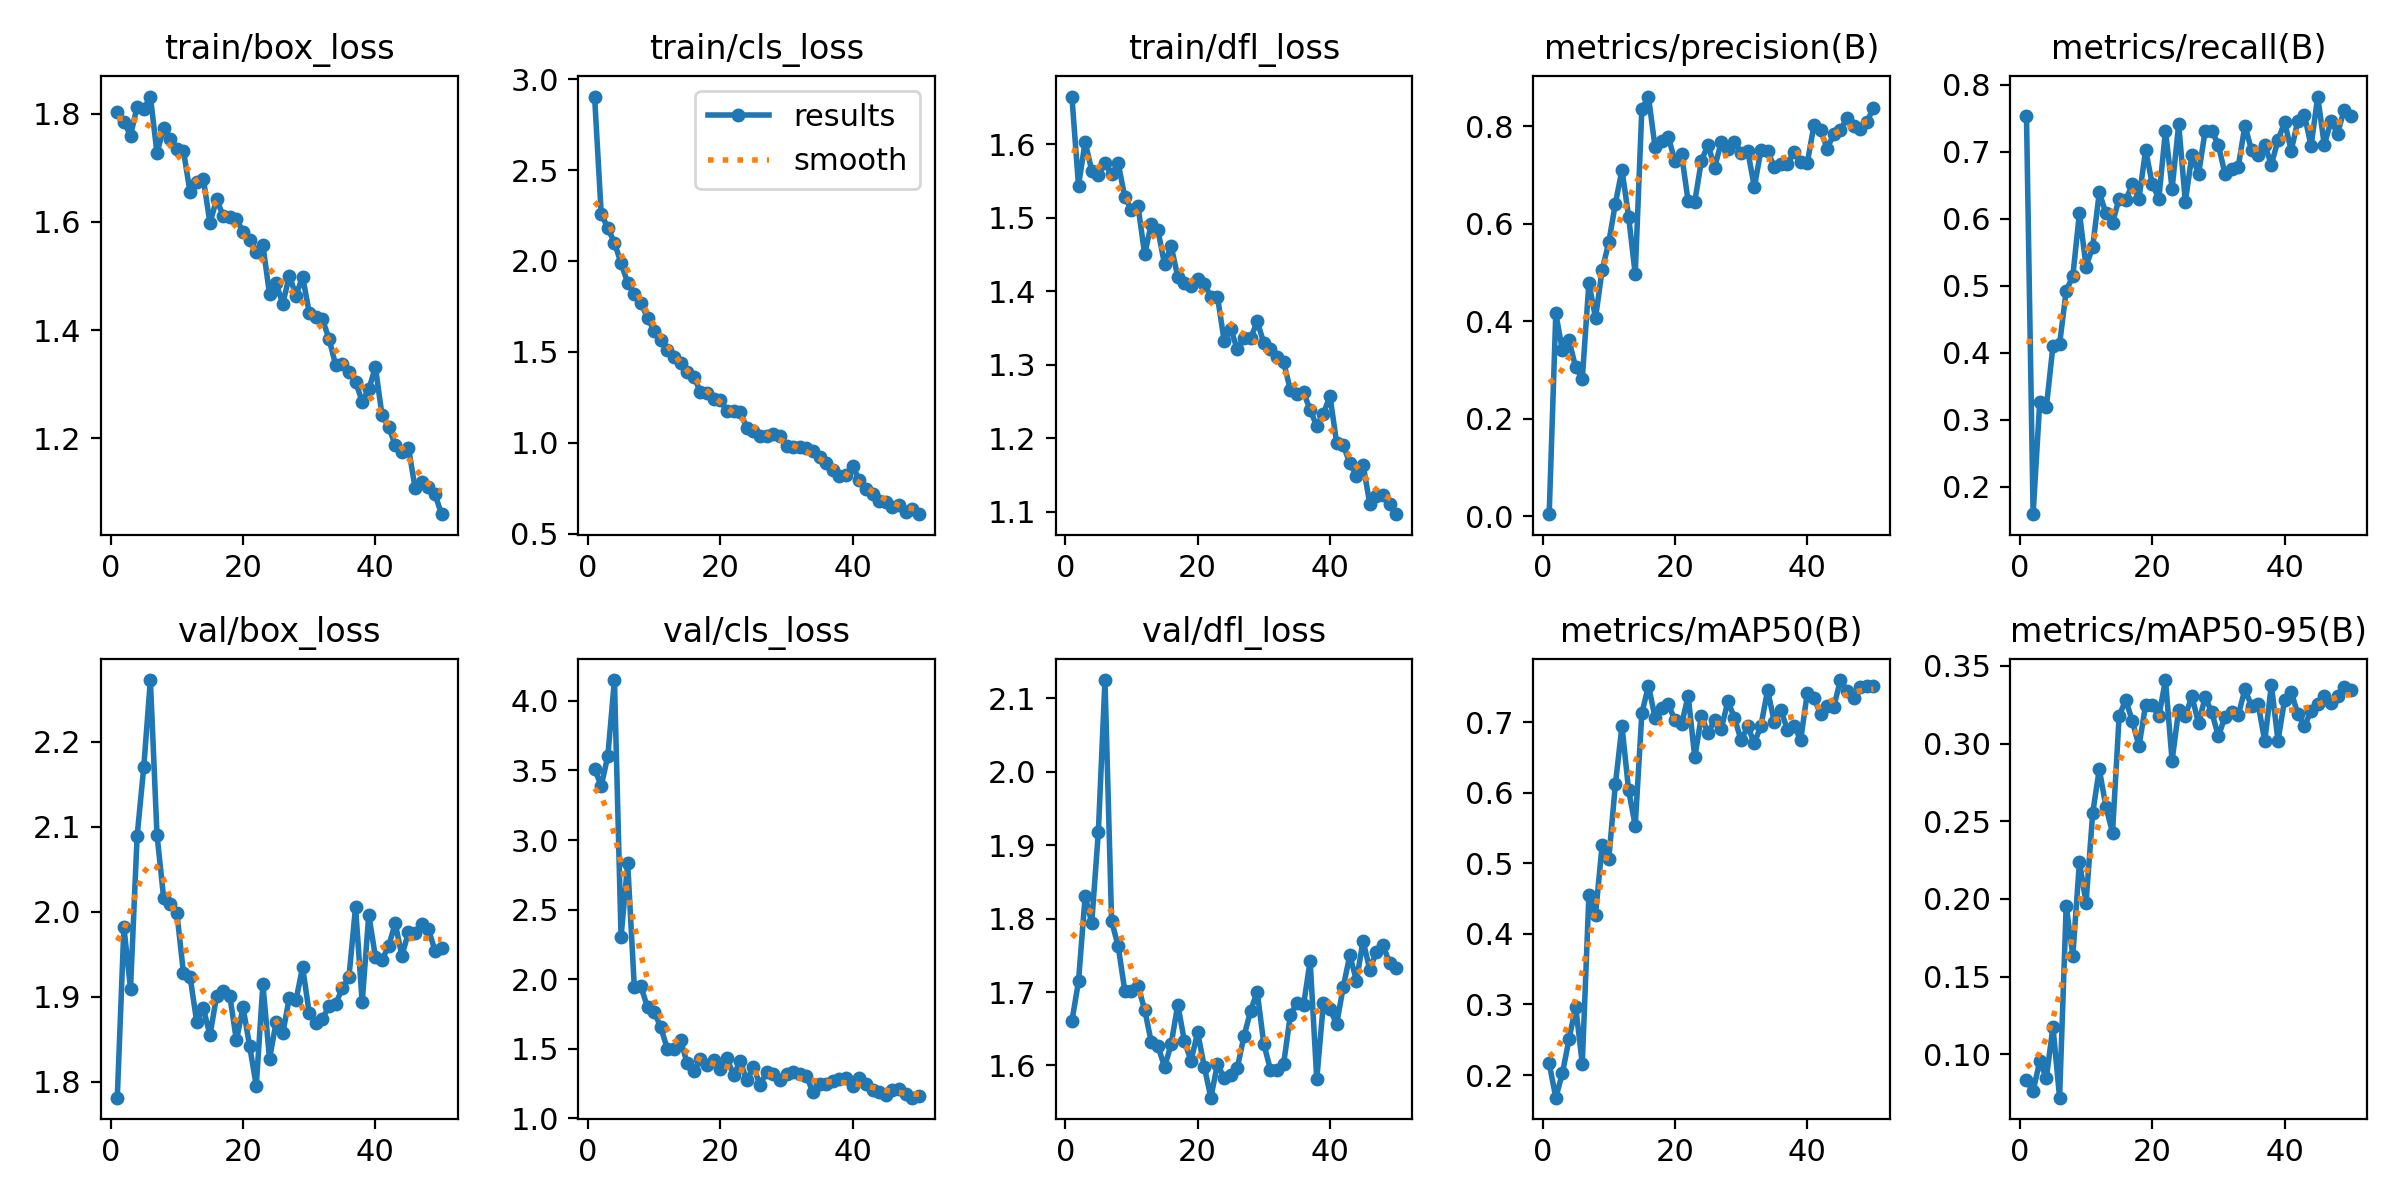 train/box_loss
1.8
1.6
1.4
1.2
0 20 40
train/cls_loss
results
smooth
3.0
2.5
2.0
1.5
1.0
0.5
0 20 40
train/dfl_loss
1.6
1.5
1.4
1.3
1.2
1.1
0 20 40
metrics/precision(B)
0.8
0.6
0.4
0.2
0.0
0 20 40
metrics/recall(B)
0.8
0.7
0.6
0.5
0.4
0.3
0.2
0 20 40
val/box_loss
2.2
2.1
2.0
1.9
1.8
0 20 40
val/cls_loss
4.0
3.5
3.0
2.5
2.0
1.5
1.0
0 20 40
val/dfl_loss
2.1
2.0
1.9
1.8
1.7
1.6
0 20 40
metrics/mAP50(B)
0.7
0.6
0.5
0.4
0.3
0.2
0 20 40
metrics/mAP50-95(B)
0.35
0.30
0.25
0.20
0.15
0.10
0 20 40